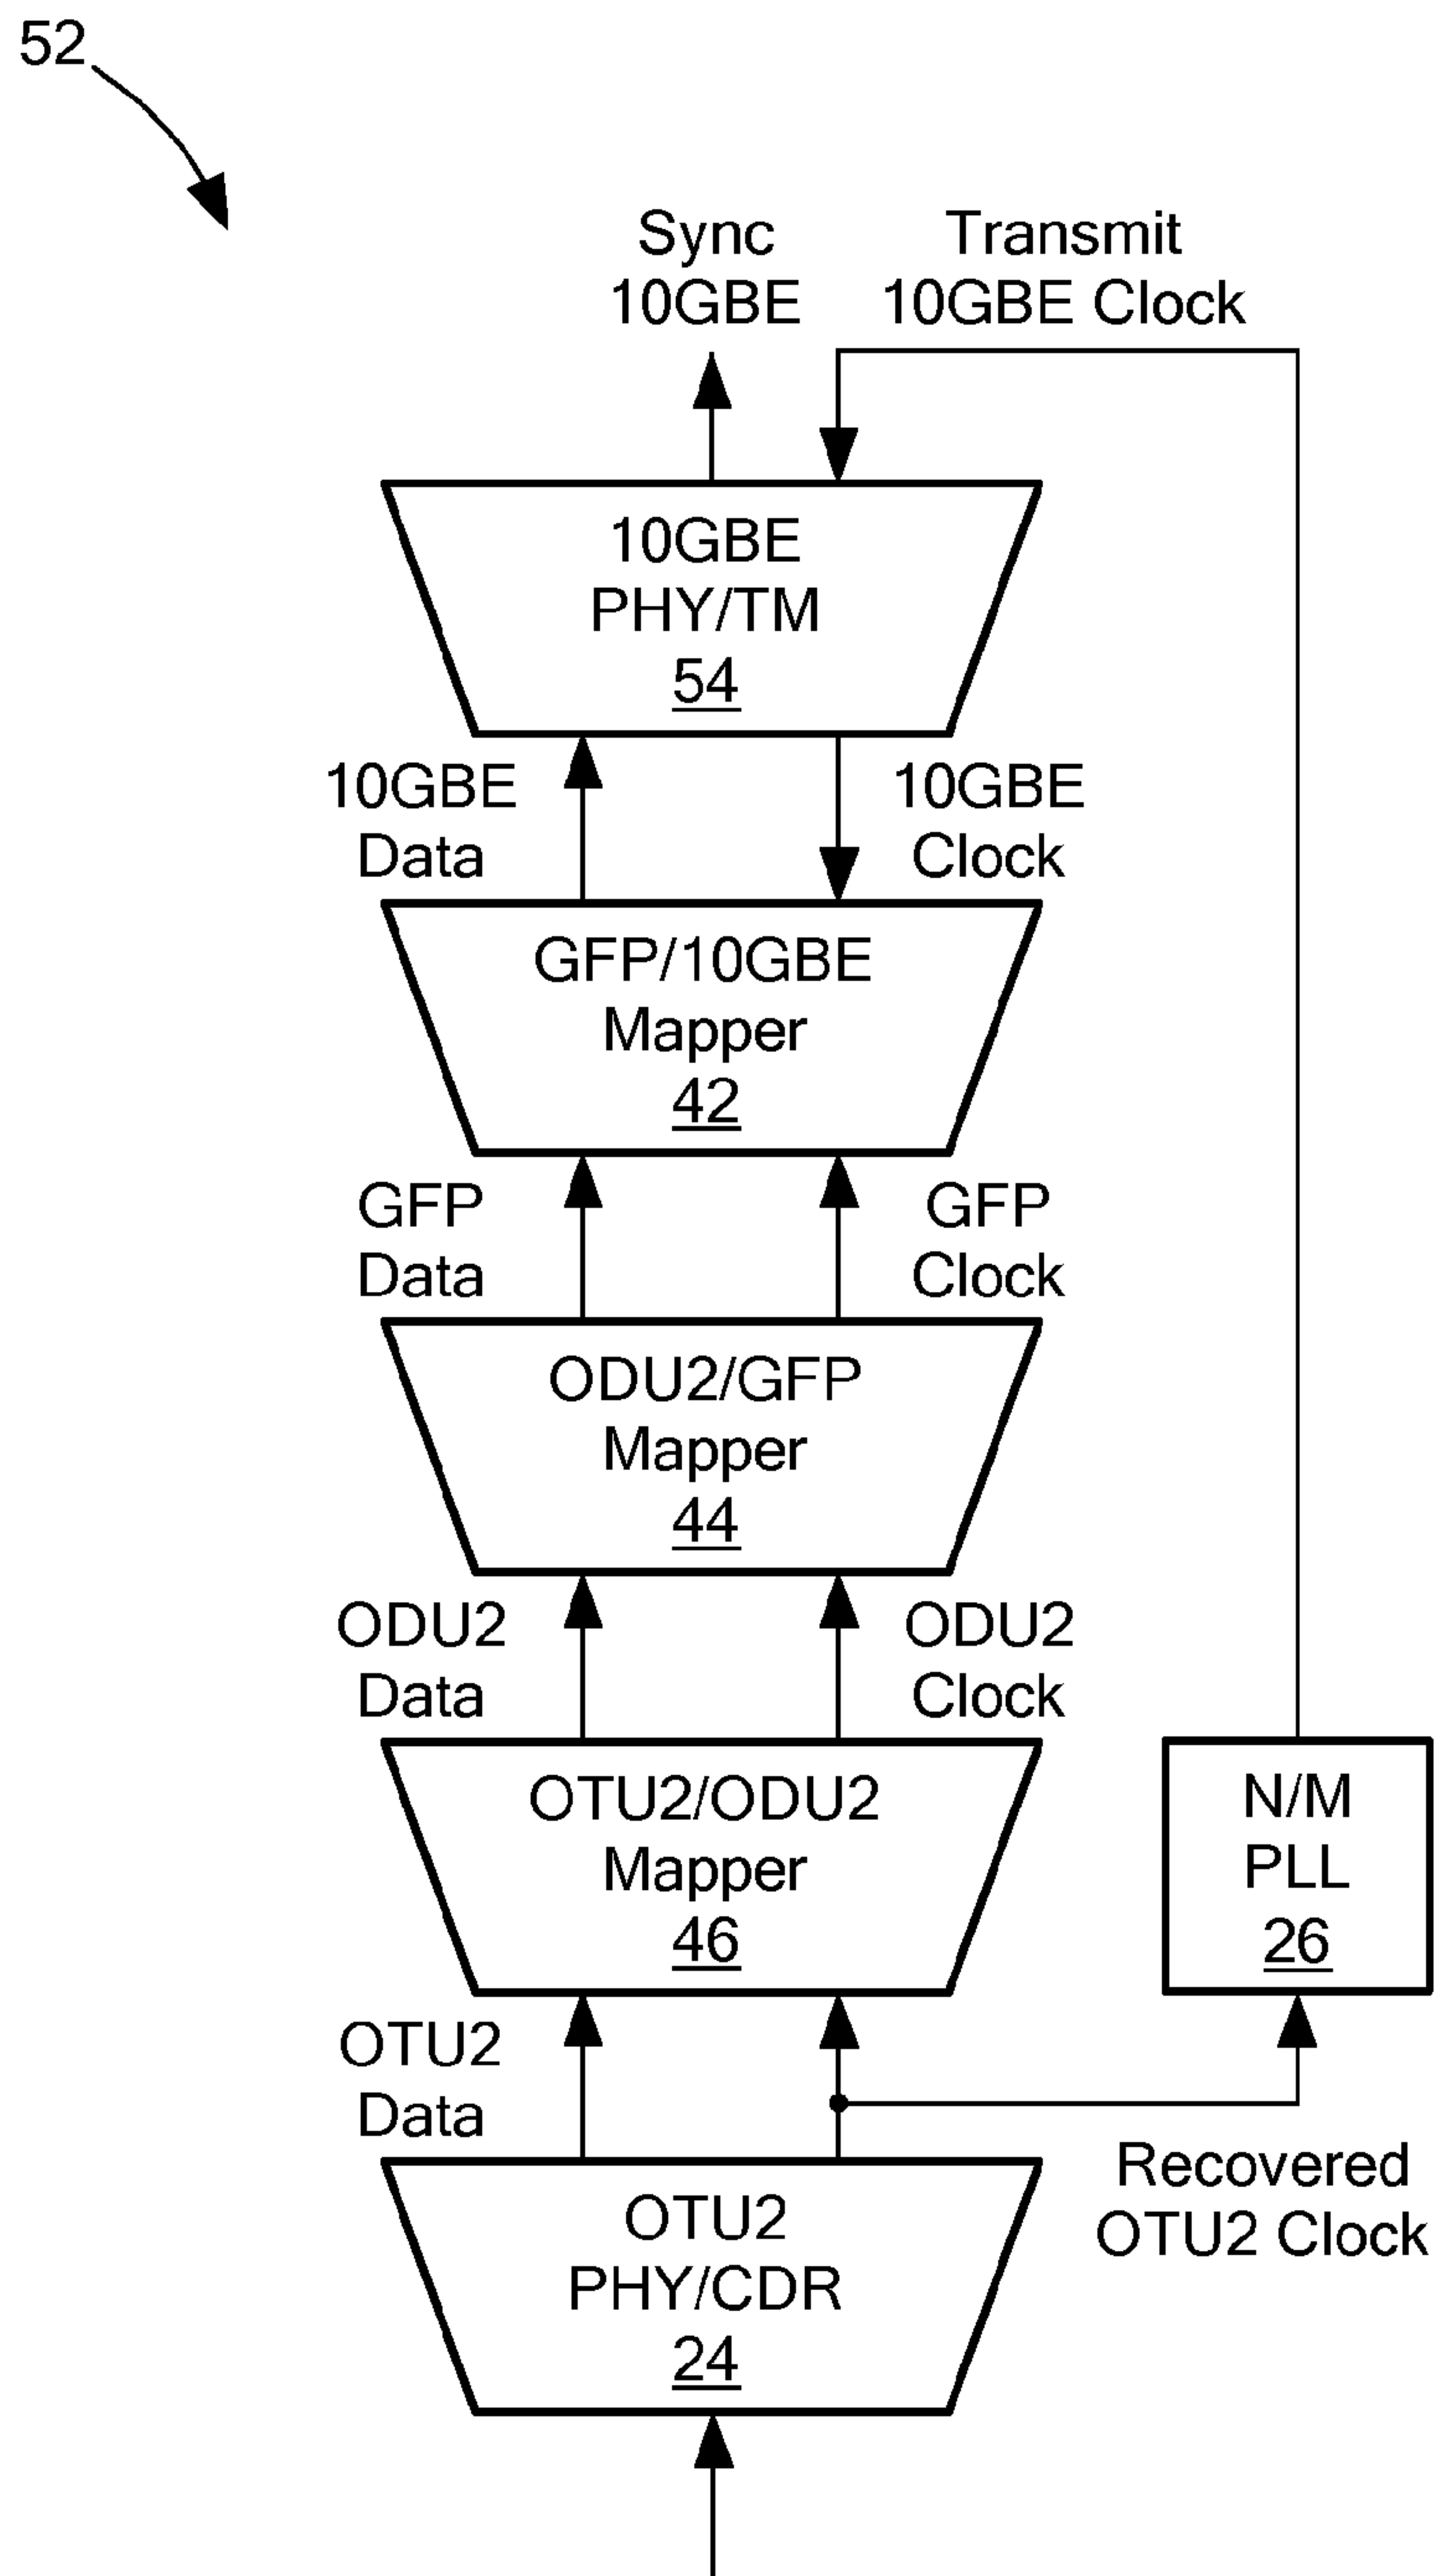 52
Sync
10GBE
Transmit
10GBE Clock
10GBE
PHY/TM
54
10GBE
Data
10GBE
Clock
GFP/10GBE
Mapper
42
GFP
Data
GFP
Clock
ODU2/GFP
Mapper
44
ODU2
Data
ODU2
Clock
OTU2/ODU2
Mapper
46
N/M
PLL
26
OTU2
Data
Recovered
OTU2 Clock
OTU2
PHY/CDR
24